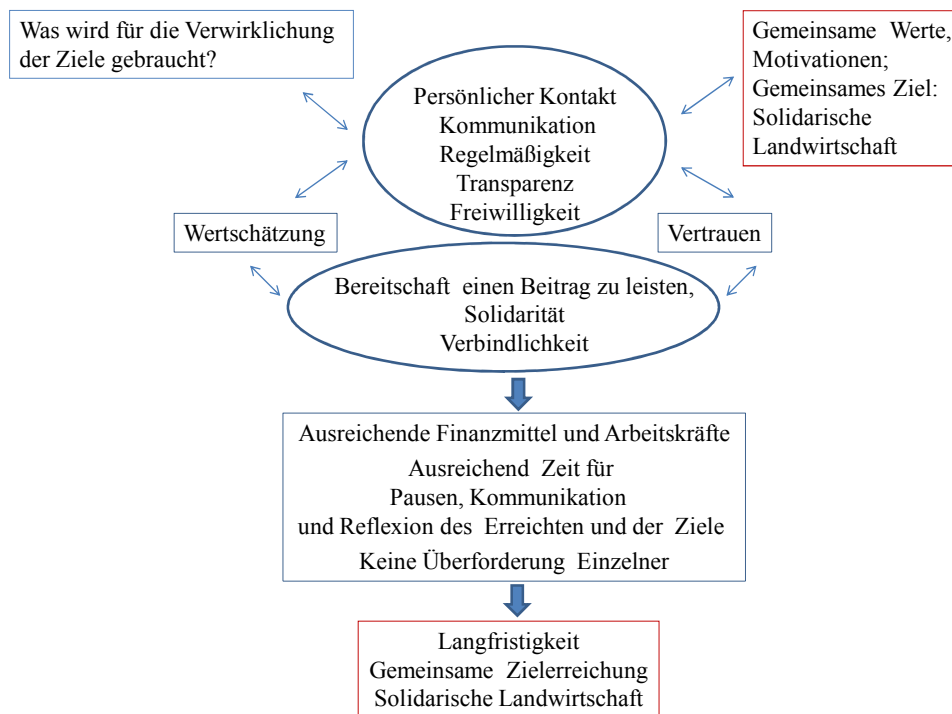 Was wird für die Verwirklichung
der Ziele gebraucht?
Gemeinsame Werte,
Motivationen;
Gemeinsames Ziel:
Solidarische
Landwirtschaft
Persönlicher Kontakt
Kommunikation
Regelmäßigkeit
Transparenz
Freiwilligkeit
Wertschätzung
Vertrauen
Bereitschaft einen Beitrag zu leisten,
Solidarität
Verbindlichkeit
Ausreichende Finanzmittel und Arbeitskräfte
Ausreichend Zeit für
Pausen, Kommunikation
und Reflexion des Erreichten und der Ziele
Keine Überforderung Einzelner
Langfristigkeit
Gemeinsame Zielerreichung
Solidarische Landwirtschaft